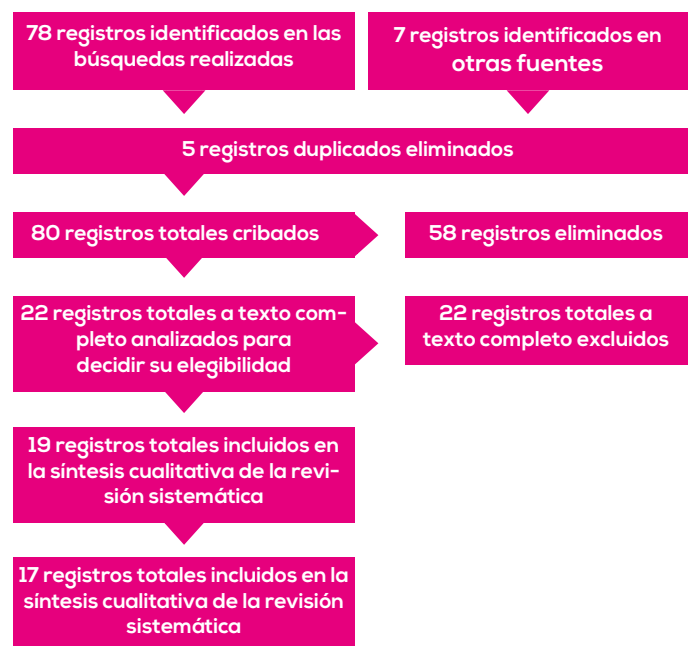 78 registros identificados en las
búsquedas realizadas
7 registros identificados en
otras fuentes
5 registros duplicados eliminados
80 registros totales cribados
58 registros eliminados
22 registros totales a texto com-
pleto analizados para
decidir su elegibilidad
22 registros totales a
texto completo excluidos
19 registros totales incluidos en
la síntesis cualitativa de la revi-
sión sistemática
17 registros totales incluidos en la
síntesis cualitativa de la revisión
sistemática